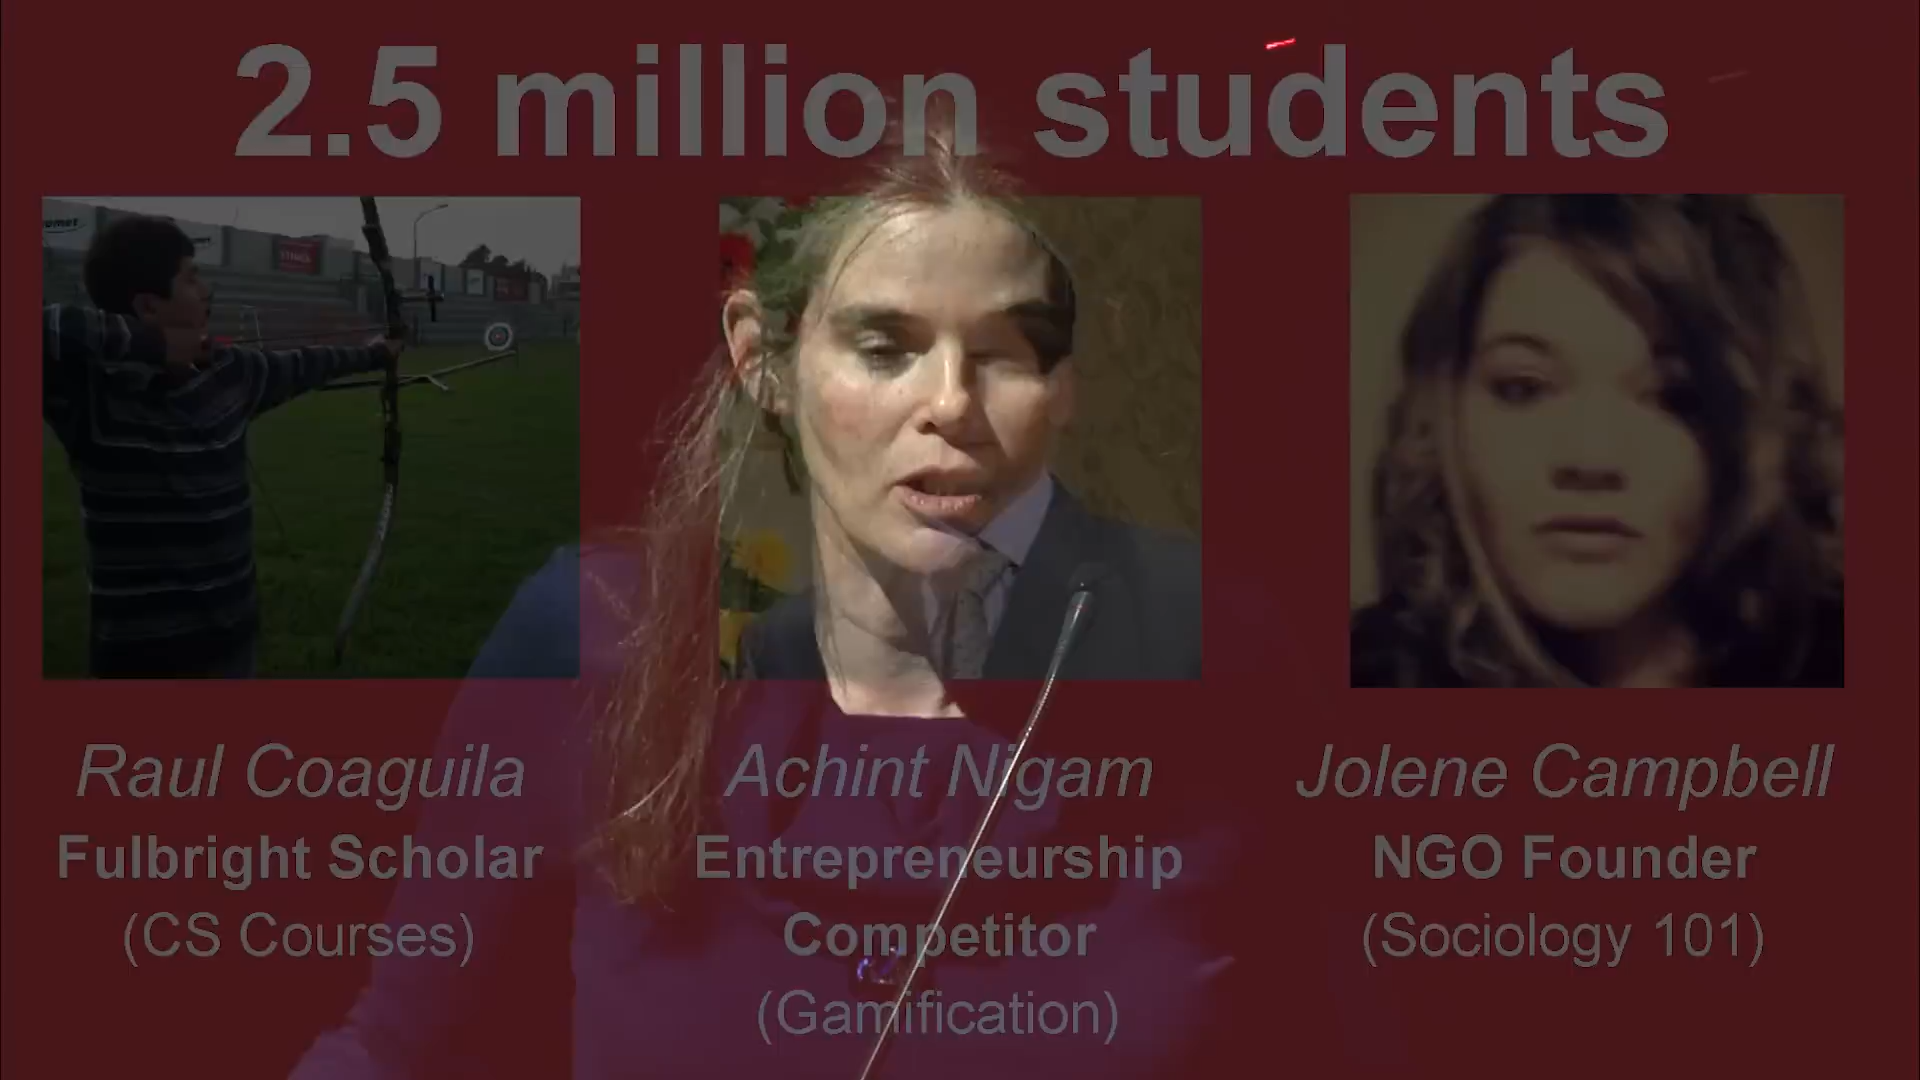 2.5 million students
Raul Coaguila
Fulbright Scholar
(CS Courses)
Achint Nigam
Entrepreneurship
Competitor
(Gamification)
Jolene Campbell
NGO Founder
(Sociology 101)